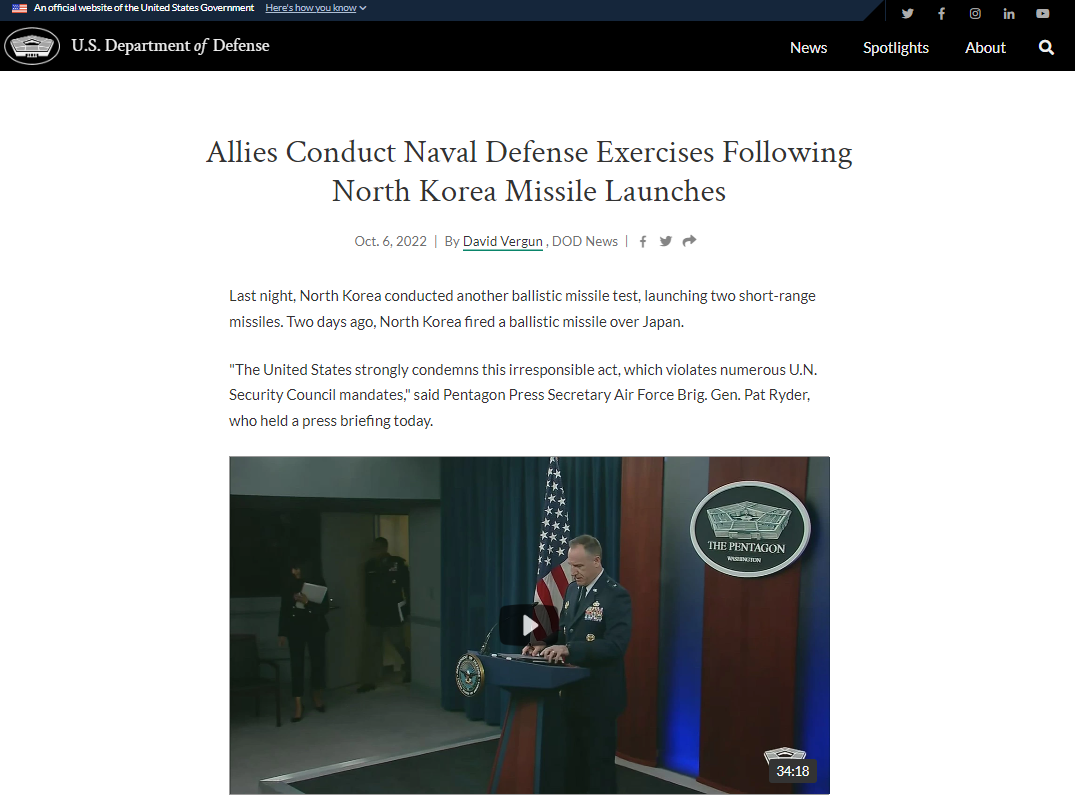 An official website of the United States Government Here's how you know
U.S. Department of Defense
News Spotlights About
Allies Conduct Naval Defense Exercises Following
North Korea Missile Launches
Oct. 6, 2022 | By David Vergun , DOD News |
Last night, North Korea conducted another ballistic missile test, launching two short-range
missiles. Two days ago, North Korea fired a ballistic missile over Japan.
"The United States strongly condemns this irresponsible act, which violates numerous U.N.
Security Council mandates," said Pentagon Press Secretary Air Force Brig. Gen. Pat Ryder,
who held a press briefing today.
THE PENTAGON
WASHINGTON
34:18